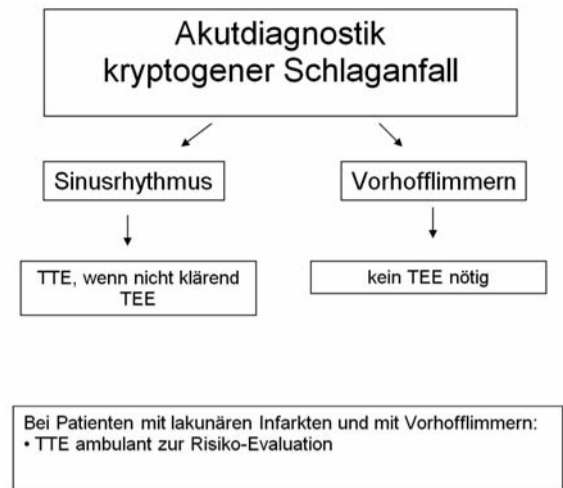 Akutdiagnostik
kryptogener Schlaganfall
Sinusrhythmus
Vorhofflimmern
TTE, wenn nicht klärend
TEE
kein TEE nötig
Bei Patienten mit lakunären Infarkten und mit Vorhofflimmern:
• TTE ambulant zur Risiko-Evaluation